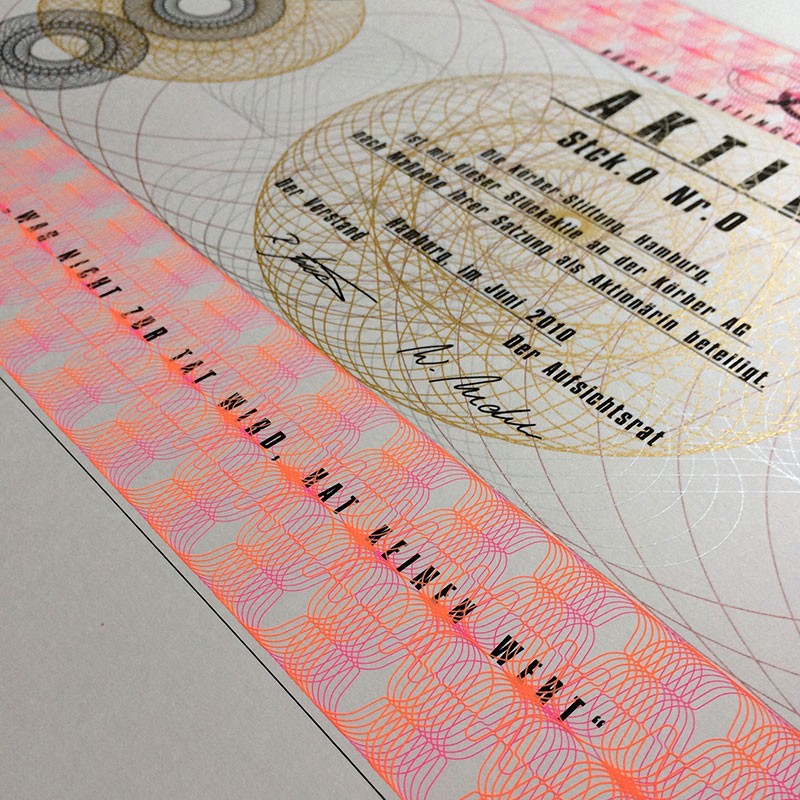 AKTI
Stck.0 Nr.0
Die Körber-Stiftung, Hamburg,
ist mit dieser Stückaktie an der Körber AG
nach Maßgabe ihrer Satzung als Aktionärin beteiligt.
Hamburg, im Juni 2010
Der Vorstand
Der Aufsichtsrat
WAS NICHT ZUR TAT WIRD, HAT KEINEN WERT“